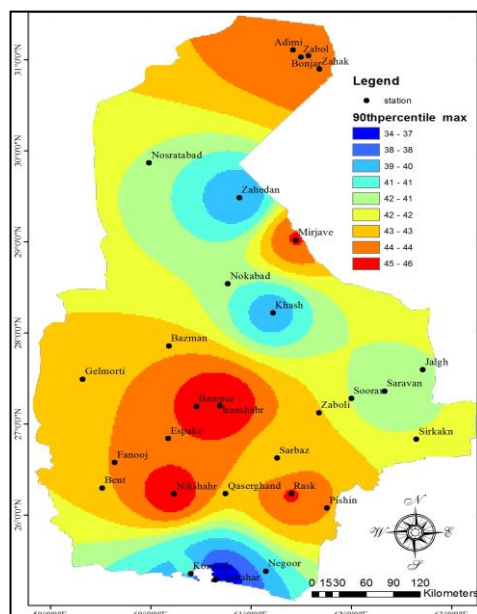 Adimi
Zabol
Bonjar
Zahak
31°0'0"N
Legend
station
90thpercentile max
34 - 37
38 - 38
39 - 40
41 - 41
42 - 41
42 - 42
43 - 43
44 - 44
45 - 46
30°0'0"N
Nosratabad
Zahedan
29°0'0"N
Mirjave
Nokabad
Khash
28°0'0"N
Bazman
Jalgh
Gelmorti
Saravan
Sooran
Bampur
Iranshahr
Zaboli
27°0'0"N
Espake
Sirkakn
Sarbaz
Fanooj
Bent
Nikshahr
Qaserghand
Rask
26°0'0"N
Pishin
N
W E
S
Negoor
0 15 30 60 90 120
Kilometers